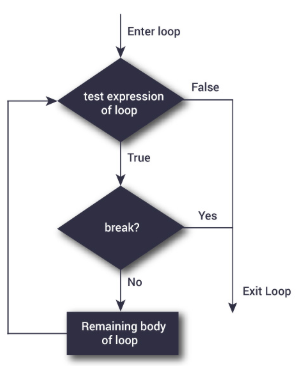 Enter loop
test expression
of loop
False
True
break?
Yes
No
Exit Loop
Remaining body
of loop